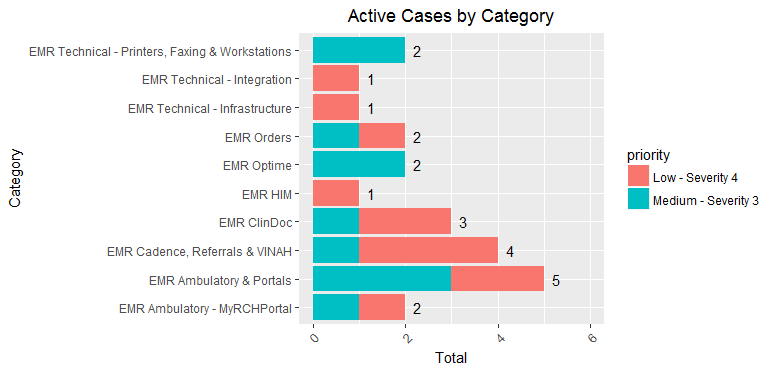 Active Cases by Category
EMR Technical - Printers, Faxing & Workstations
2
EMR Technical - Integration
1
EMR Technical - Infrastructure
1
EMR Orders
2
EMR Optime
2
EMR HIM
1
EMR ClinDoc
3
EMR Cadence, Referrals & VINAH
4
EMR Ambulatory & Portals
5
EMR Ambulatory - MyRCHPortal
2
Category
0
2
4
6
Total
priority
Low - Severity 4
Medium - Severity 3